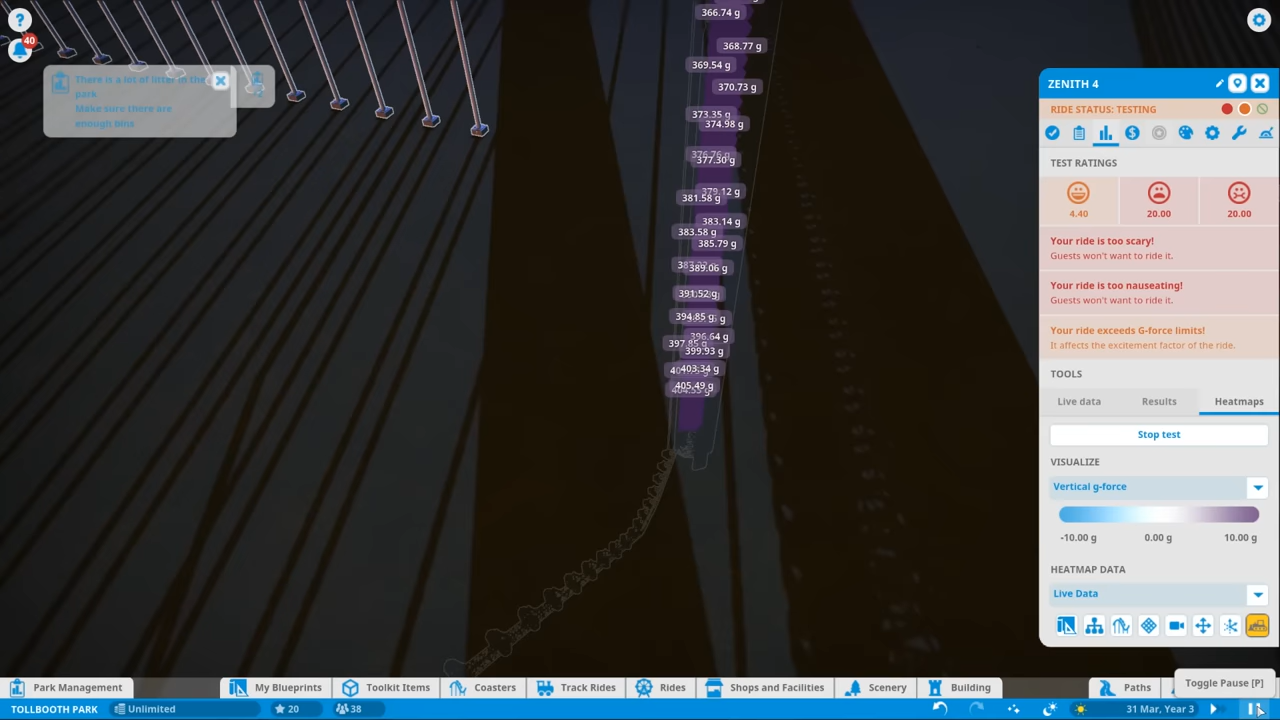 ?
40
There is a lot of litter in the
park
Make sure there are
enough bins
366.74 g
368.77 g
369.54 g
370.73 g
373.35 g
374.98 g
377.30 g
379.12 g
381.58 g
383.14 g
383.58 g
385.79 g
389.06 g
391.52 g
394.85 g
396.64 g
397.85 g
399.93 g
403.34 g
405.49 g
ZENITH 4
RIDE STATUS: TESTING
TEST RATINGS
4.40
20.00
20.00
Your ride is too scary!
Guests won't want to ride it.
Your ride is too nauseating!
Guests won't want to ride it.
Your ride exceeds G-force limits!
It affects the excitement factor of the ride.
TOOLS
Live data
Results
Heatmaps
Stop test
VISUALIZE
Vertical g-force
-10.00 g
0.00 g
10.00 g
HEATMAP DATA
Live Data
Toggle Pause [P]
Park Management
My Blueprints
Toolkit Items
Coasters
Track Rides
Rides
Shops and Facilities
Scenery
Building
Paths
TOLLBOOTH PARK
Unlimited
20
38
31 Mar, Year 3